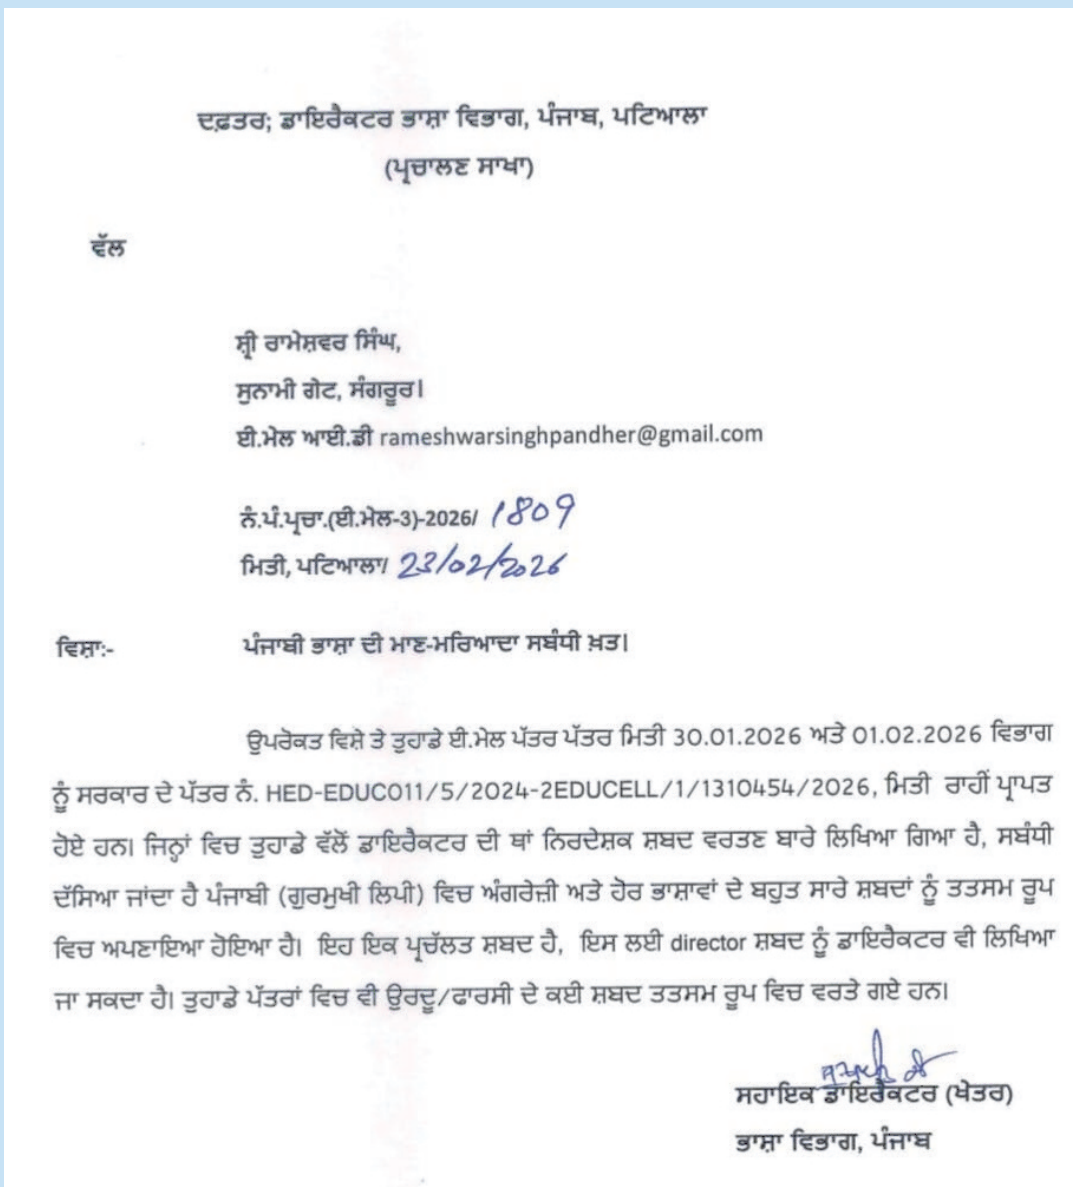 ਦਫ਼ਤਰ; ਡਾਇਰੈਕਟਰ ਭਾਸ਼ਾ ਵਿਭਾਗ, ਪੰਜਾਬ, ਪਟਿਆਲਾ
(ਪ੍ਰਚਾਲਣ ਸਾਖਾ)
ਵੱਲ
ਸ਼੍ਰੀ ਰਾਮੇਸ਼ਵਰ ਸਿੰਘ,
ਸੁਨਾਮੀ ਗੇਟ, ਸੰਗਰੂਰ।
ਈ.ਮੇਲ ਆਈ.ਡੀ rameshwarsinghpandher@gmail.com
ਨੰ.ਪੰ.ਪ੍ਰਚਾ.(ਈ.ਮੇਲ-3)-2026/ 1809
ਮਿਤੀ, ਪਟਿਆਲਾ/ 23/02/2026
ਵਿਸ਼ਾ:- ਪੰਜਾਬੀ ਭਾਸ਼ਾ ਦੀ ਮਾਣ-ਮਰਿਆਦਾ ਸਬੰਧੀ ਖ਼ਤ।
ਉਪਰੋਕਤ ਵਿਸ਼ੇ ਤੇ ਤੁਹਾਡੇ ਈ.ਮੇਲ ਪੱਤਰ ਪੱਤਰ ਮਿਤੀ 30.01.2026 ਅਤੇ 01.02.2026 ਵਿਭਾਗ
ਨੂੰ ਸਰਕਾਰ ਦੇ ਪੱਤਰ ਨੰ. HED-EDUC011/5/2024-2EDUCELL/1/1310454/2026, ਮਿਤੀ ਰਾਹੀਂ ਪ੍ਰਾਪਤ
ਹੋਏ ਹਨ। ਜਿਨ੍ਹਾਂ ਵਿਚ ਤੁਹਾਡੇ ਵੱਲੋਂ ਡਾਇਰੈਕਟਰ ਦੀ ਥਾਂ ਨਿਰਦੇਸ਼ਕ ਸ਼ਬਦ ਵਰਤਣ ਬਾਰੇ ਲਿਖਿਆ ਗਿਆ ਹੈ, ਸਬੰਧੀ
ਦੱਸਿਆ ਜਾਂਦਾ ਹੈ ਪੰਜਾਬੀ (ਗੁਰਮੁਖੀ ਲਿਪੀ) ਵਿਚ ਅੰਗਰੇਜ਼ੀ ਅਤੇ ਹੋਰ ਭਾਸ਼ਾਵਾਂ ਦੇ ਬਹੁਤ ਸਾਰੇ ਸ਼ਬਦਾਂ ਨੂੰ ਤਤਸਮ ਰੂਪ
ਵਿਚ ਅਪਣਾਇਆ ਹੋਇਆ ਹੈ। ਇਹ ਇਕ ਪ੍ਰਚੱਲਤ ਸ਼ਬਦ ਹੈ, ਇਸ ਲਈ director ਸ਼ਬਦ ਨੂੰ ਡਾਇਰੈਕਟਰ ਵੀ ਲਿਖਿਆ
ਜਾ ਸਕਦਾ ਹੈ। ਤੁਹਾਡੇ ਪੱਤਰਾਂ ਵਿਚ ਵੀ ਉਰਦੂ/ਫਾਰਸੀ ਦੇ ਕਈ ਸ਼ਬਦ ਤਤਸਮ ਰੂਪ ਵਿਚ ਵਰਤੇ ਗਏ ਹਨ।
ਸਹਾਇਕ ਡਾਇਰੈਕਟਰ (ਖੇਤਰ)
ਭਾਸ਼ਾ ਵਿਭਾਗ, ਪੰਜਾਬ